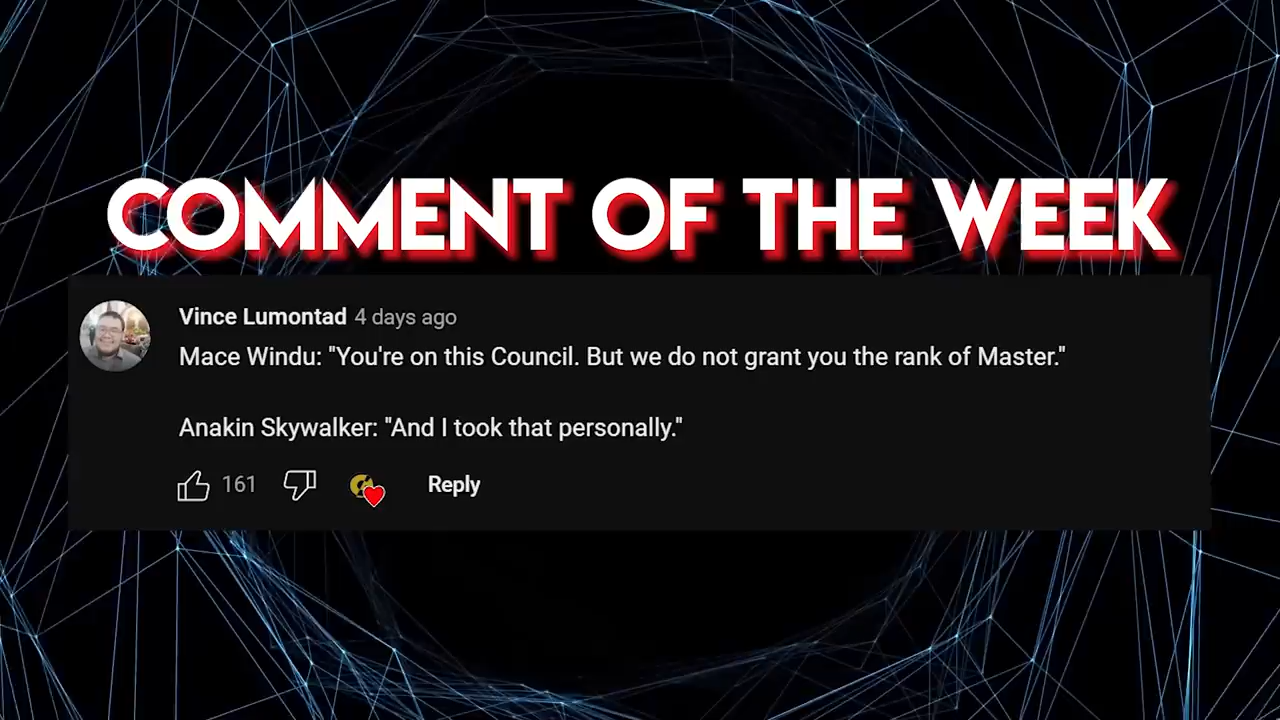 COMMENT OF THE WEEK
Vince Lumontad 4 days ago
Mace Windu: "You're on this Council. But we do not grant you the rank of Master."
Anakin Skywalker: "And I took that personally."
161 Reply